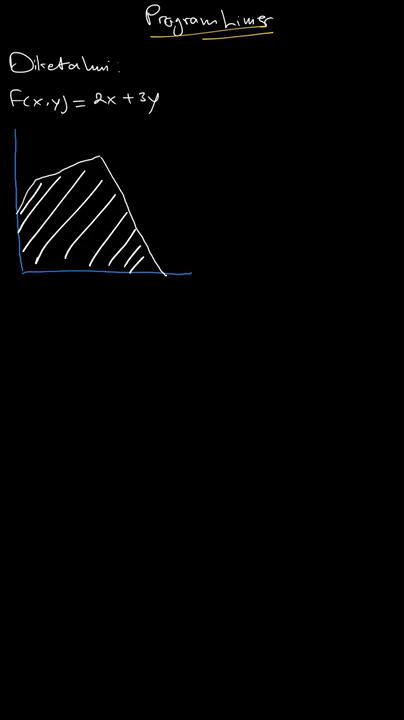 Program Linier
Diketahui:
F(x,y) = 2x + 3y